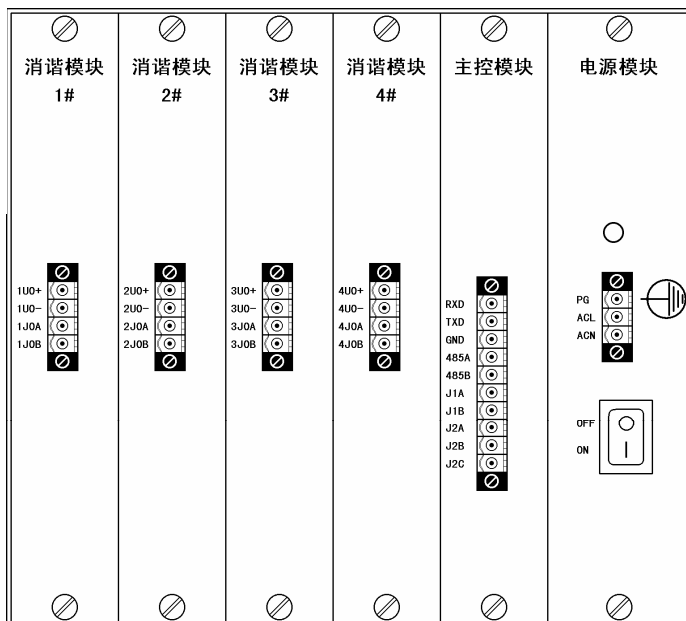 消谐模块
1#
消谐模块
2#
消谐模块
3#
消谐模块
4#
主控模块
电源模块
1U0+
1U0-
1J0A
1J0B
2U0+
2U0-
2J0A
2J0B
3U0+
3U0-
3J0A
3J0B
4U0+
4U0-
4J0A
4J0B
RXD
TXD
GND
485A
485B
J1A
J1B
J2A
J2B
J2C
PG
ACL
ACN
OFF
ON